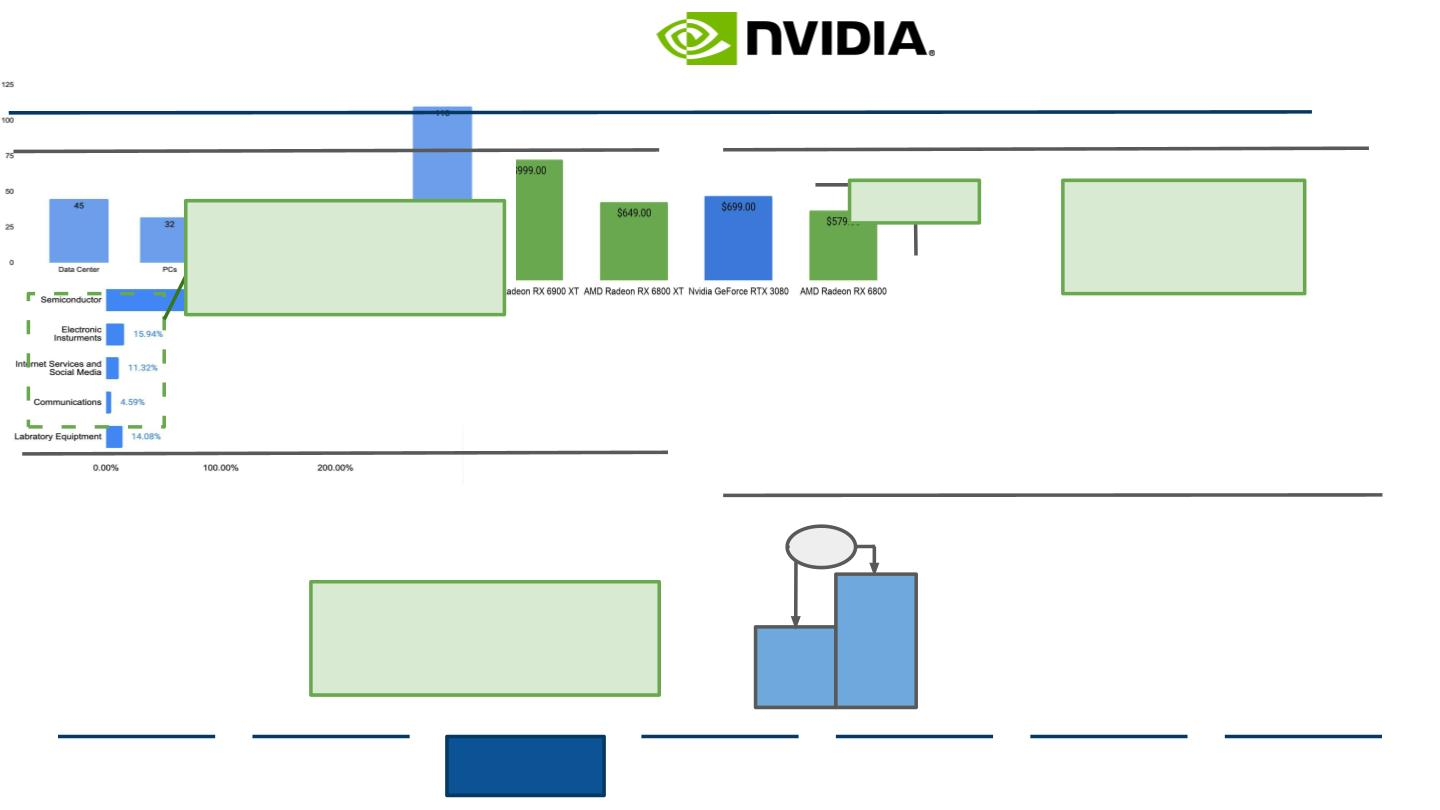 NVIDIA.
125
100
75
50
25
0
110
45
32
Data Center
PCs
$999.00
$649.00
$699.00
$579.
adeon RX 6900 XT
AMD Radeon RX 6800 XT
Nvidia GeForce RTX 3080
AMD Radeon RX 6800
Semiconductor
Electronic
Insturments
15.94%
Internet Services and
Social Media
11.32%
Communications
4.59%
Labratory Equiptment
14.08%
0.00%
100.00%
200.00%